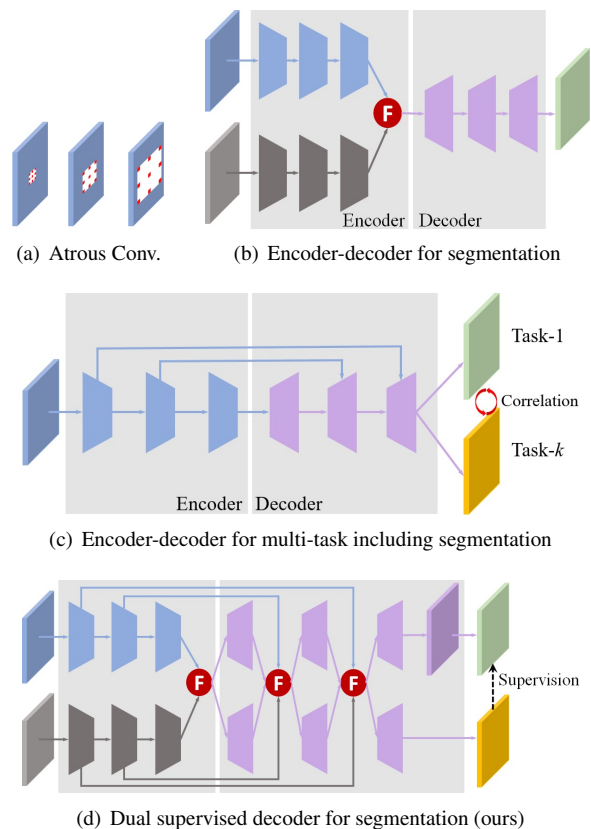 F
Encoder Decoder
(a) Atrous Conv.
(b) Encoder-decoder for segmentation
Task-1
Correlation
Task-k
Encoder Decoder
(c) Encoder-decoder for multi-task including segmentation
F F F
Supervision
(d) Dual supervised decoder for segmentation (ours)